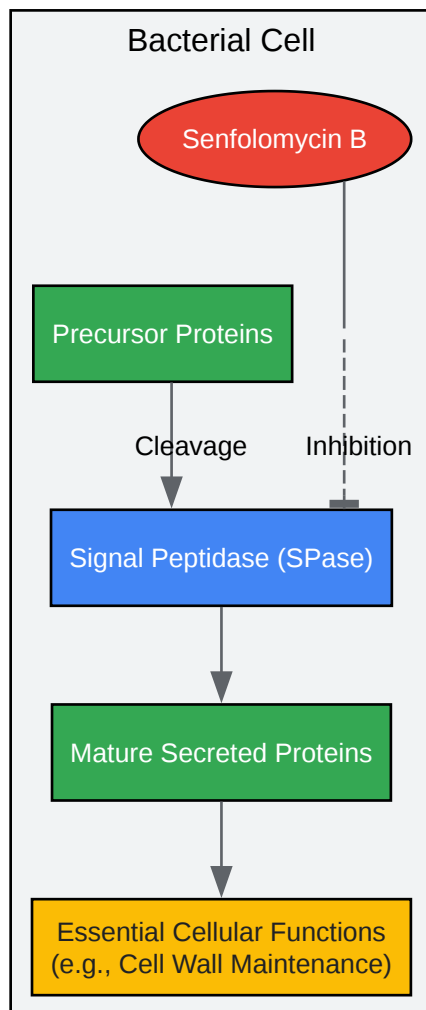 Bacterial Cell
Senfolomycin B
Precursor Proteins
Cleavage
Inhibition
Signal Peptidase (SPase)
Mature Secreted Proteins
Essential Cellular Functions
(e.g., Cell Wall Maintenance)